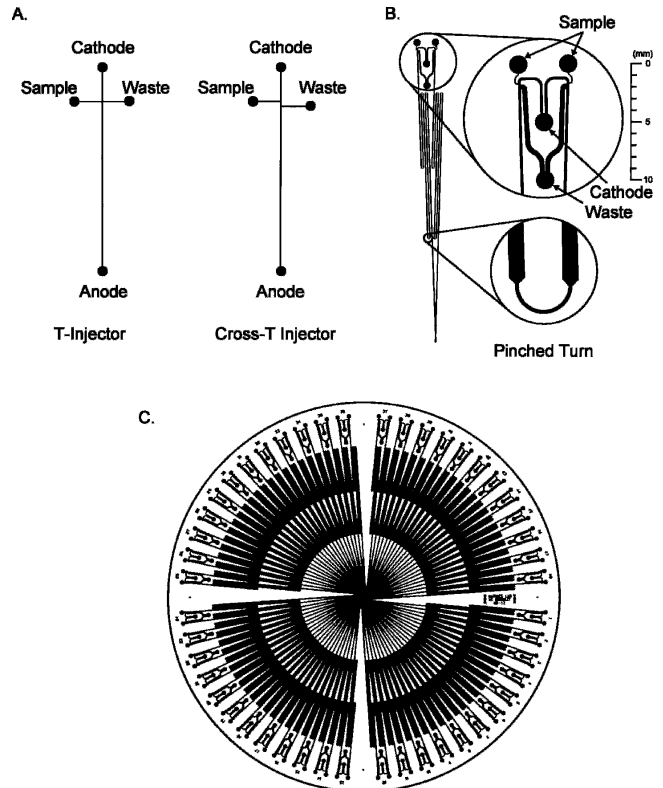 A.
Cathode
Sample
Waste
Anode
T-Injector
Cathode
Sample
Waste
Anode
Cross-T Injector
B.
Sample
(mm)
0
5
10
Cathode
Waste
Pinched Turn
C.